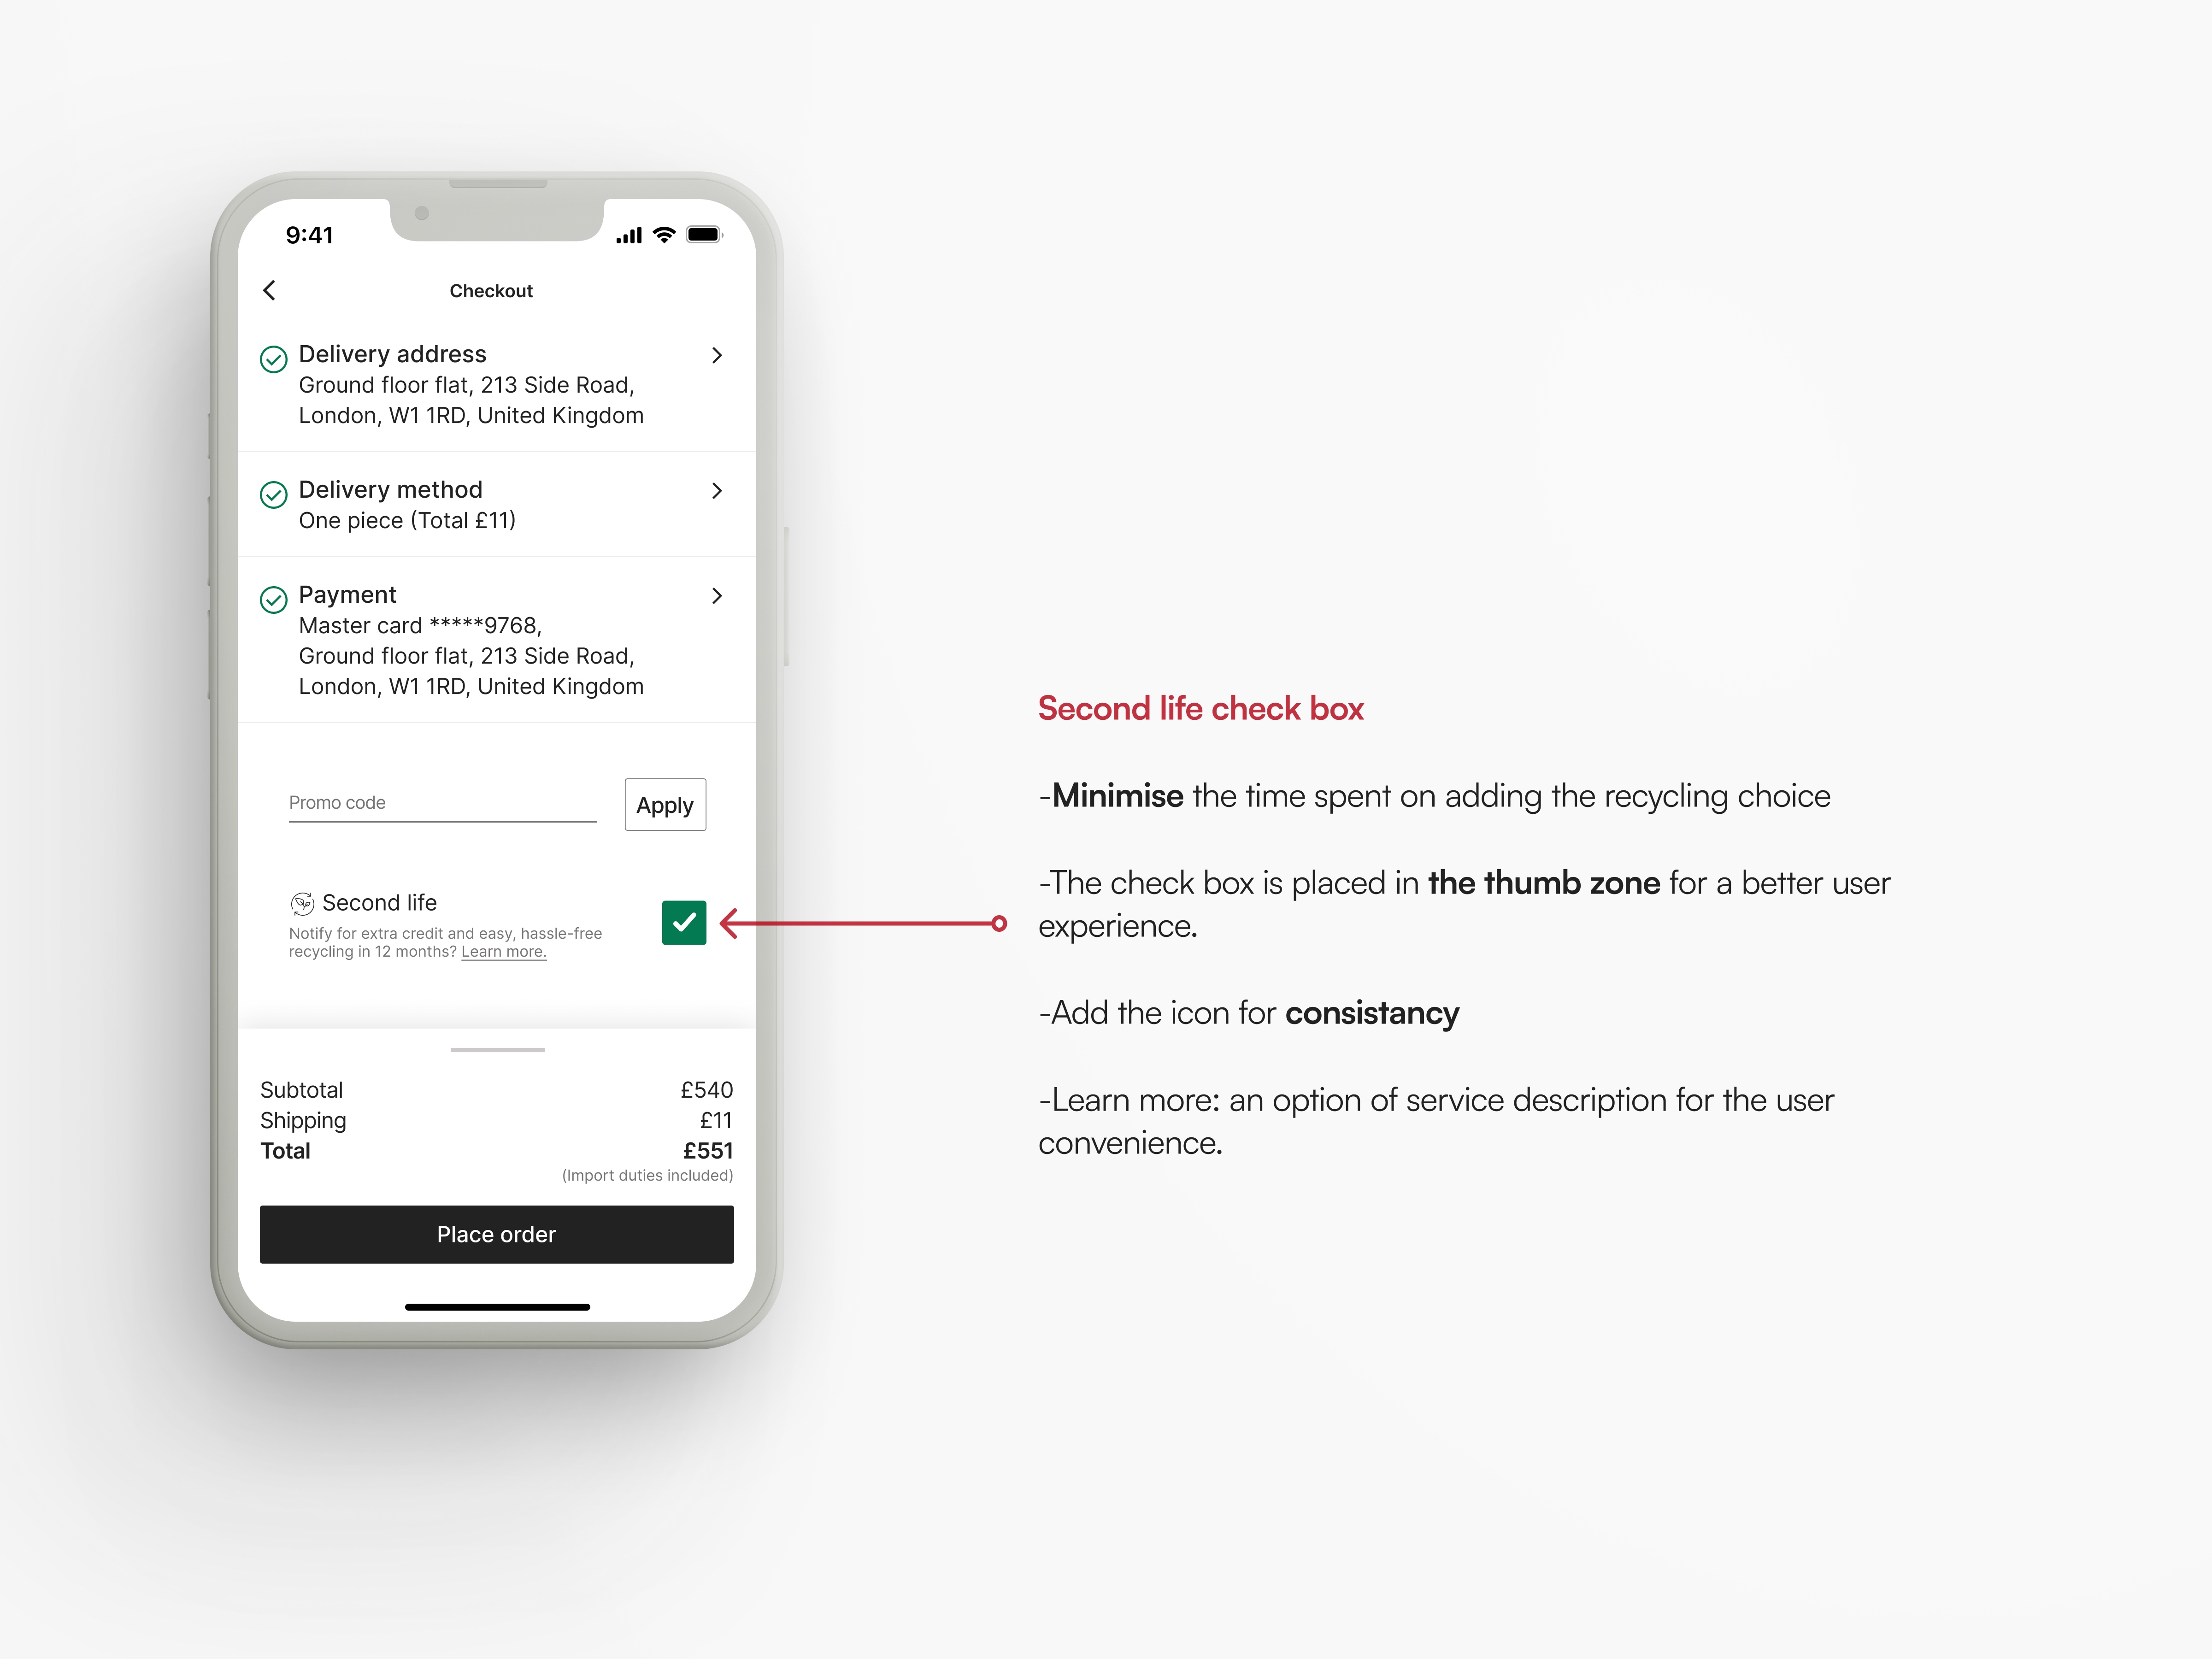 9:41
Checkout
Delivery address
Ground floor flat, 213 Side Road,
London, W1 1RD, United Kingdom
Delivery method
One piece (Total £11)
Payment
Master card *****9768,
Ground floor flat, 213 Side Road,
London, W1 1RD, United Kingdom
Promo code
Apply
Second life
Notify for extra credit and easy, hassle-free
recycling in 12 months? Learn more.
Subtotal £540
Shipping £11
Total £551
(Import duties included)
Place order
Second life check box
-Minimise the time spent on adding the recycling choice
-The check box is placed in the thumb zone for a better user
experience.
-Add the icon for consistancy
-Learn more: an option of service description for the user
convenience.